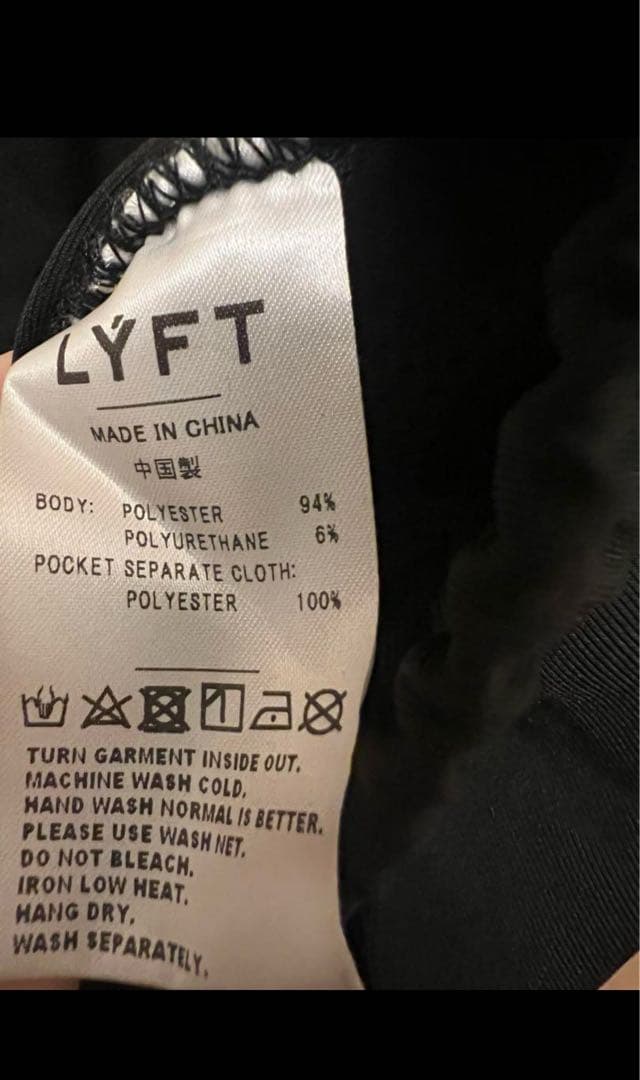 LÝFT
MADE IN CHINA
中国製
BODY: POLYESTER 94%
POLYURETHANE 6%
POCKET SEPARATE CLOTH:
POLYESTER 100%
TURN GARMENT INSIDE OUT.
MACHINE WASH COLD,
HAND WASH NORMAL IS BETTER.
PLEASE USE WASH NET.
DO NOT BLEACH.
IRON LOW HEAT.
HANG DRY.
WASH SEPARATELY.